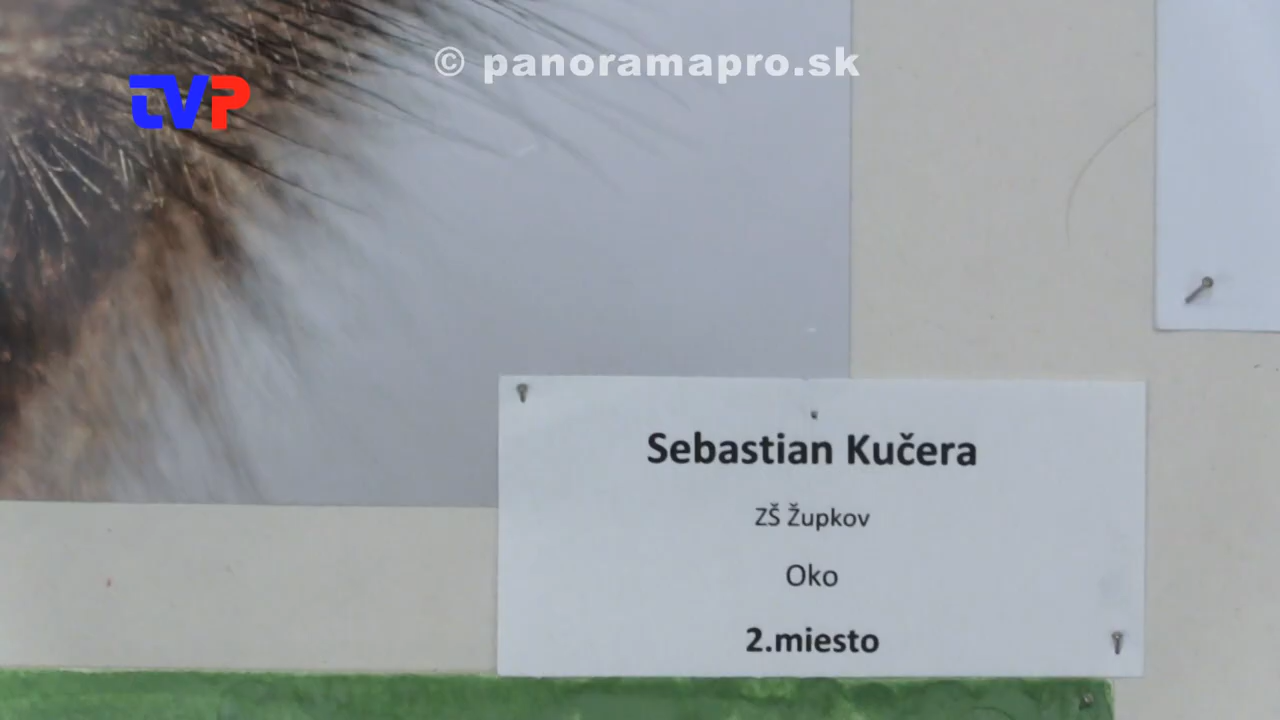 © panoramapro.sk
TVP
Sebastian Kučera
ZŠ Župkov
Oko
2.miesto